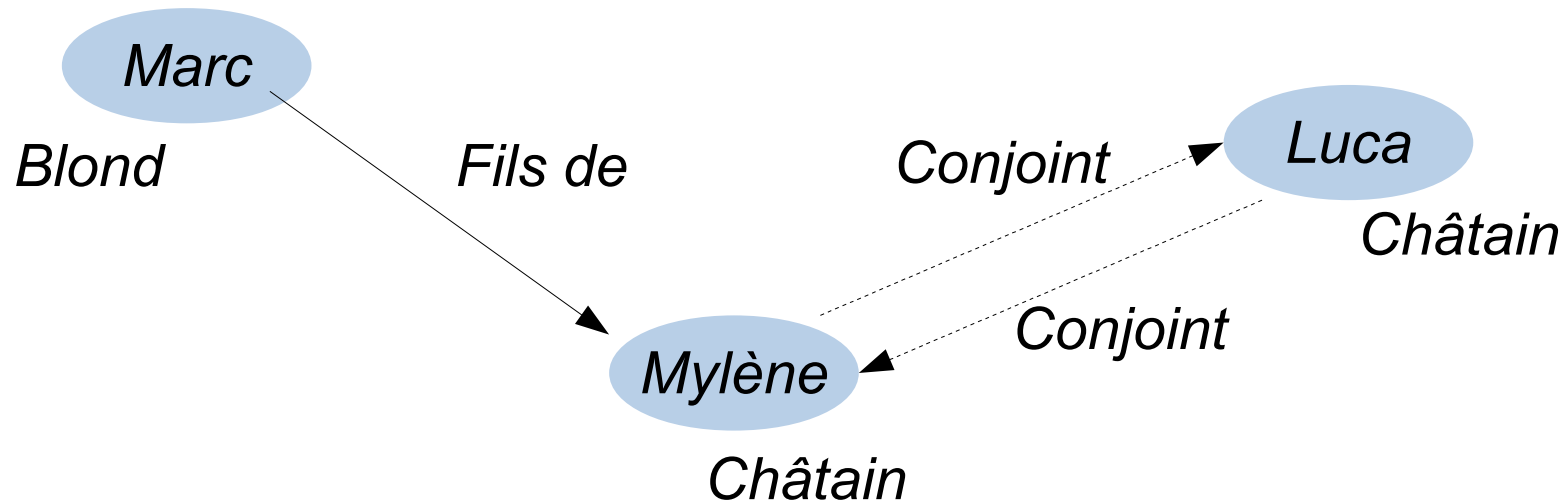 Marc
Blond
Fils de
Conjoint
Luca
Châtain
Conjoint
Mylène
Châtain